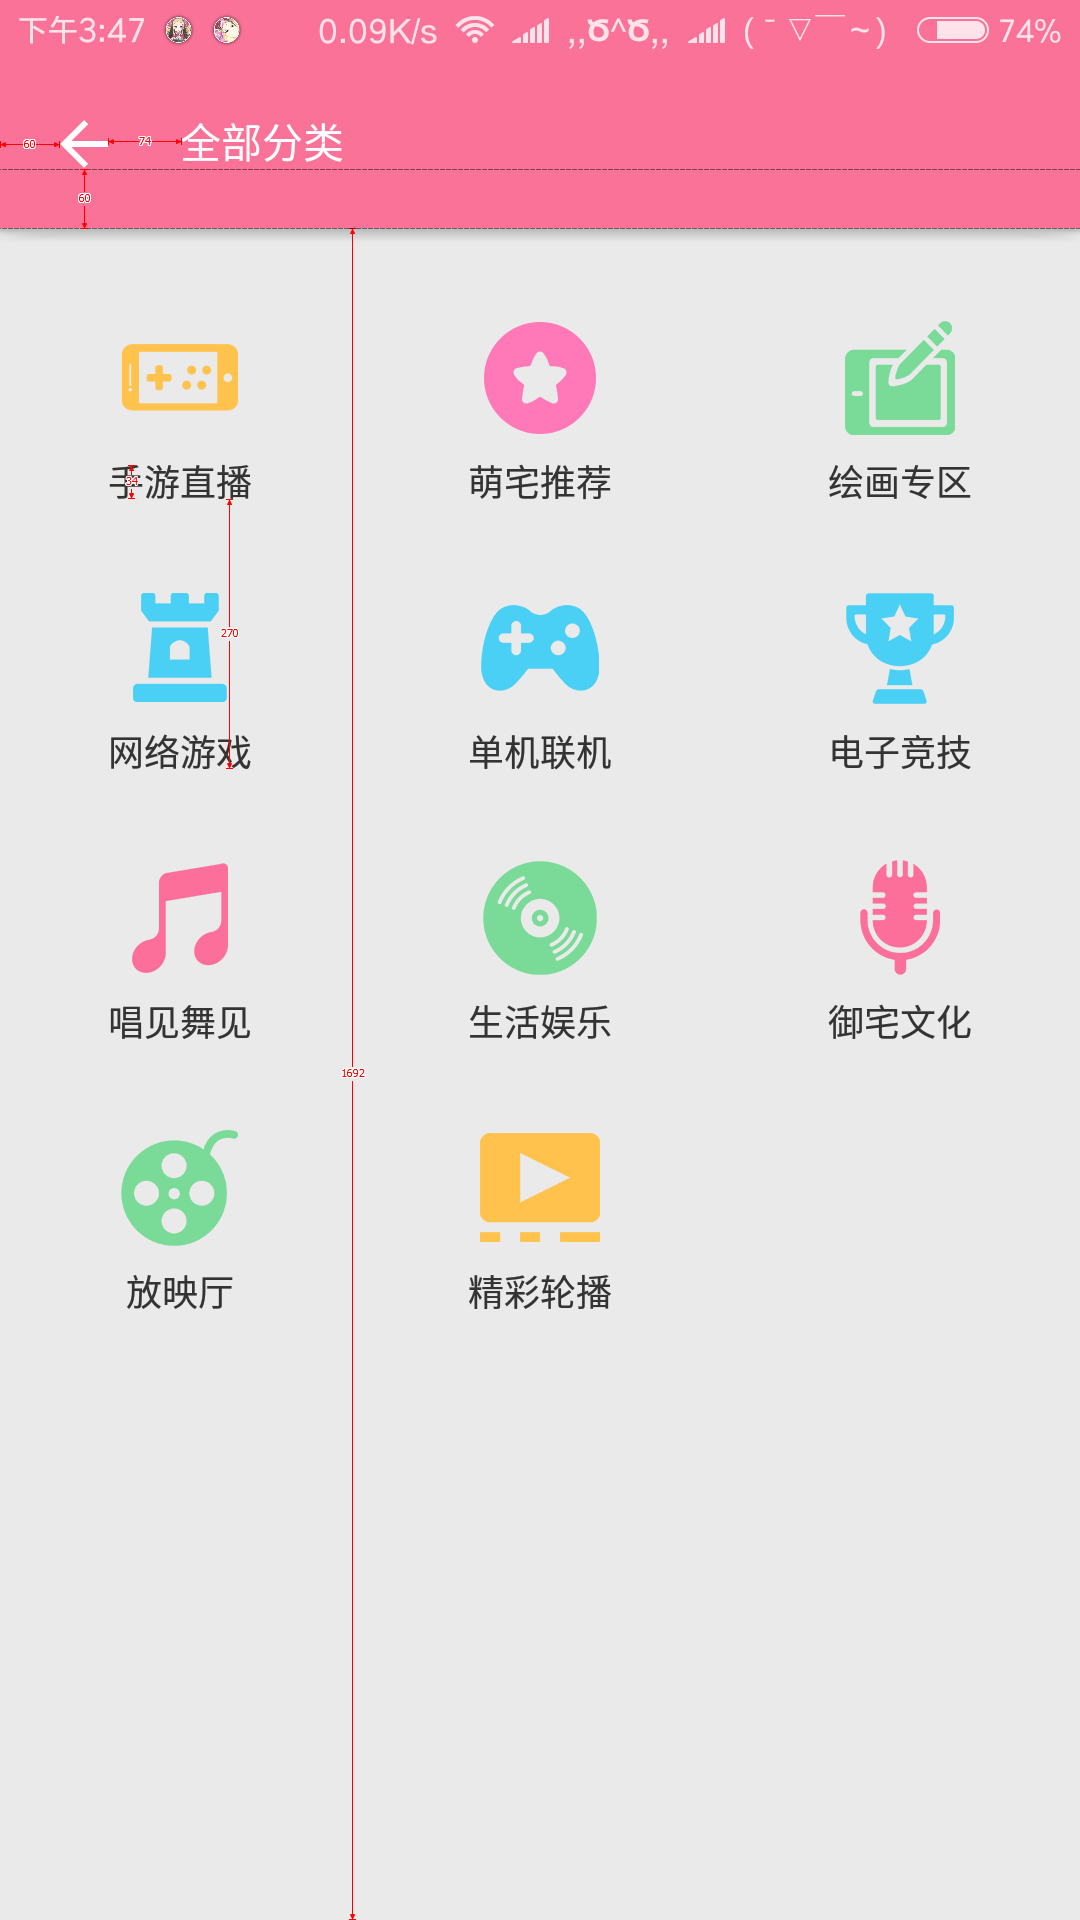 下午3:47 0.09K/s ,,Ծ^Ծ,, (¯▽¯~) 74%
60 74 全部分类
60
手游直播 萌宅推荐 绘画专区
34
270
网络游戏 单机联机 电子竞技
唱见舞见 生活娱乐 御宅文化
1692
放映厅 精彩轮播